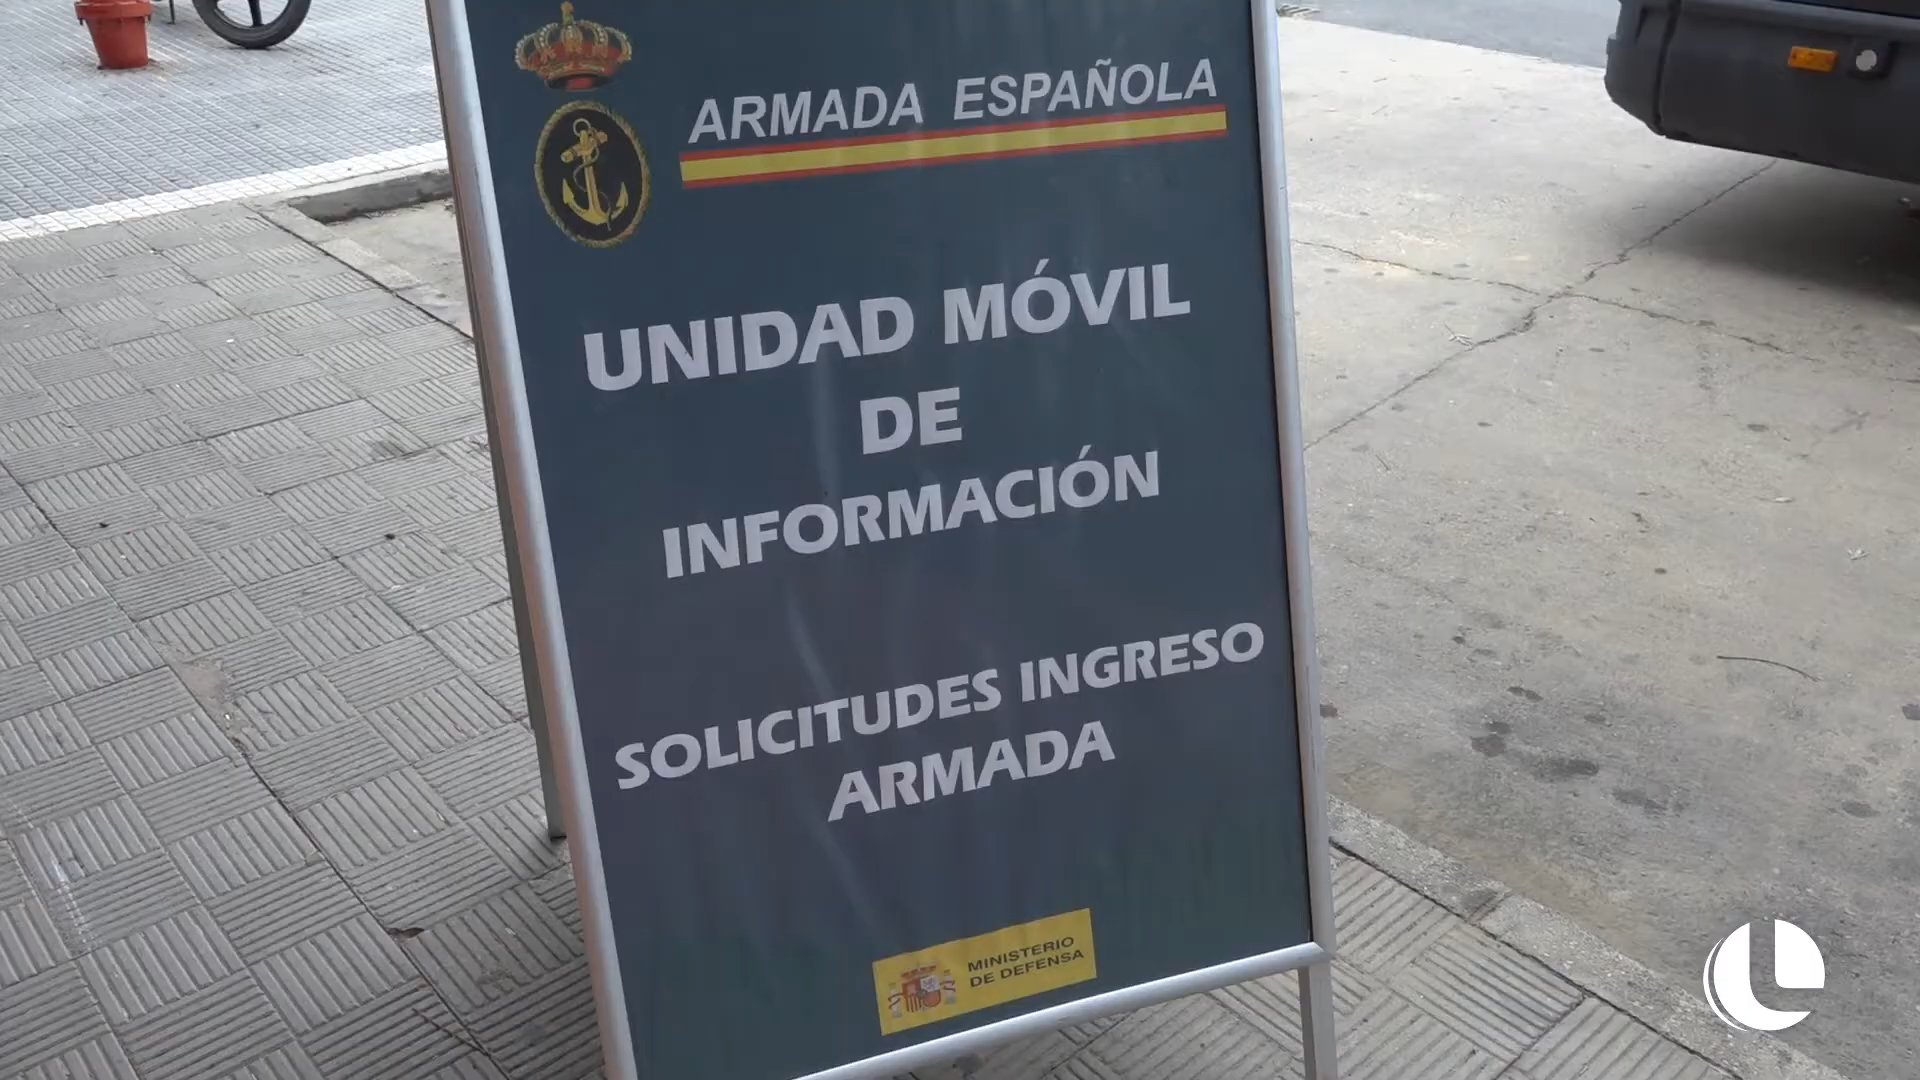 ARMADA ESPAÑOLA
UNIDAD MÓVIL
DE
INFORMACIÓN
SOLICITUDES INGRESO
ARMADA
MINISTERIO
DE DEFENSA